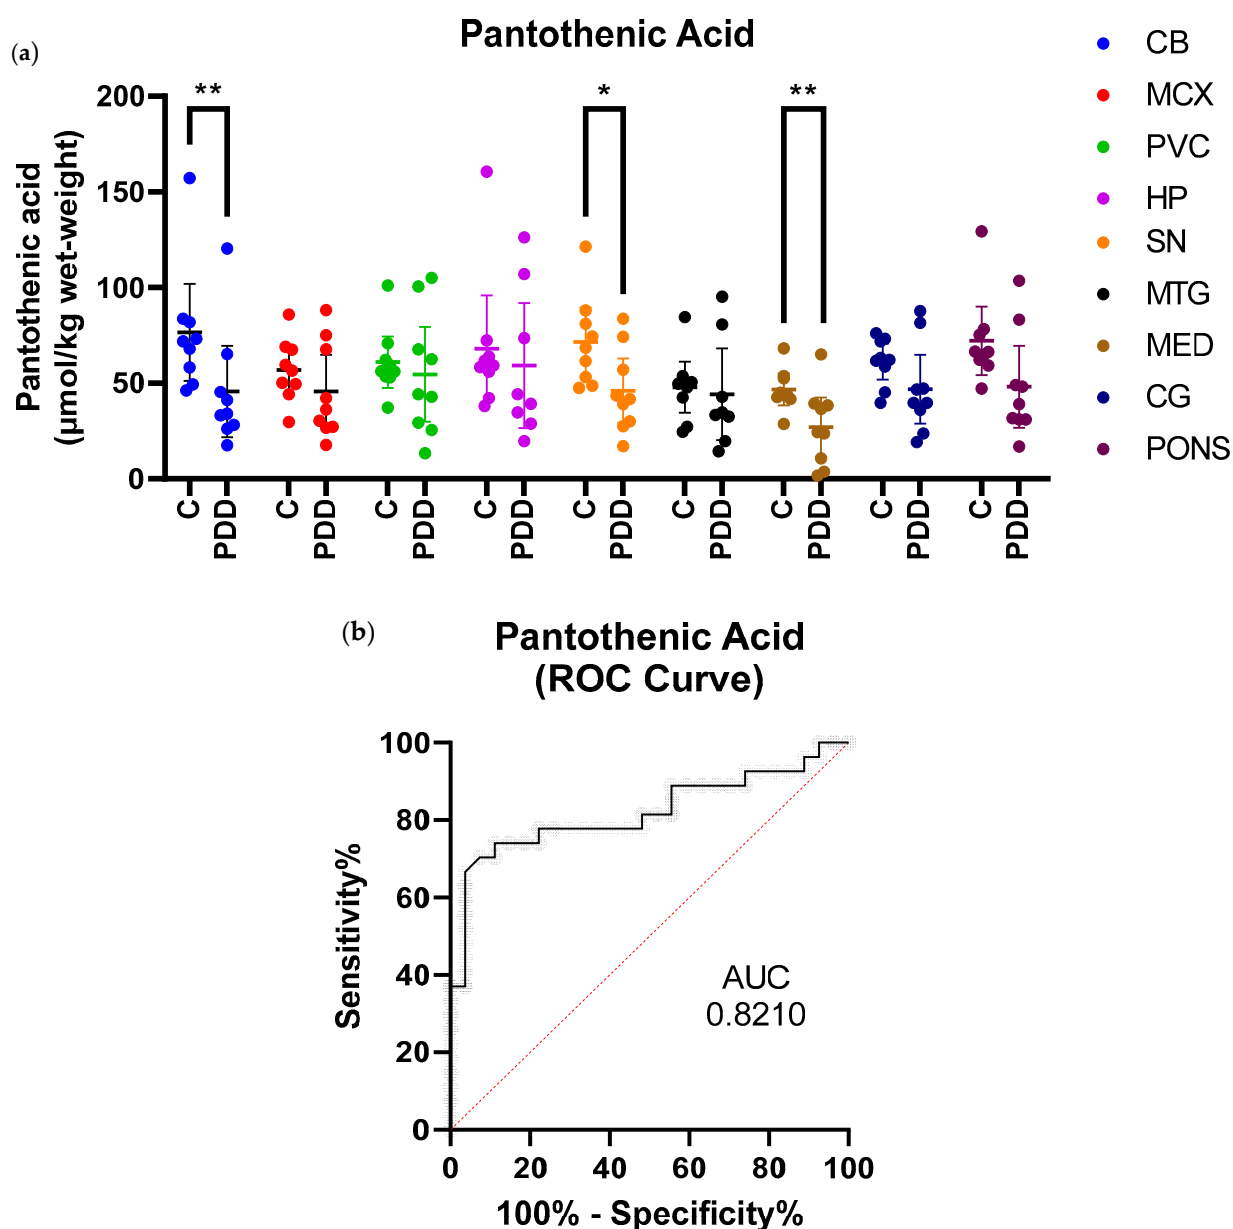 (a)
Pantothenic Acid
Pantothenic acid
(µmol/kg wet-weight)
200
150
100
50
0
**
*
**
C
PDD
C
PDD
C
PDD
C
PDD
C
PDD
C
PDD
C
PDD
C
PDD
C
PDD
CB
MCX
PVC
HP
SN
MTG
MED
CG
PONS
(b)
Pantothenic Acid
(ROC Curve)
Sensitivity%
100
80
60
40
20
0
AUC
0.8210
0
20
40
60
80
100
100% - Specificity%